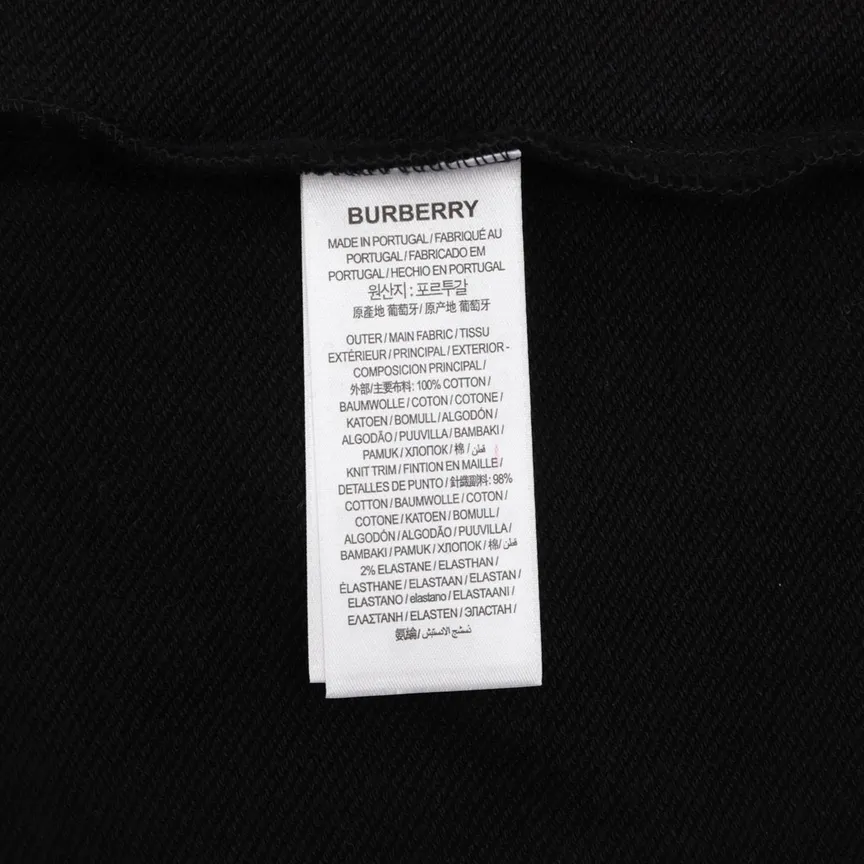 BURBERRY
MADE IN PORTUGAL / FABRIQUÉ AU
PORTUGAL / FABRICADO EM
PORTUGAL / HECHO EN PORTUGAL
원산지 : 포르투갈
原產地 葡萄牙 / 原产地 葡萄牙
OUTER / MAIN FABRIC / TISSU
EXTÉRIEUR / PRINCIPAL / EXTERIOR -
COMPOSICION PRINCIPAL /
外部/主要布料: 100% COTTON /
BAUMWOLLE / COTON / COTONE /
KATOEN / BOMULL / ALGODÓN /
ALGODÃO / PUUVILLA / BAMBAKI /
PAMUK / ХЛОПОК / 棉 / قطن
KNIT TRIM / FINTION EN MAILLE /
DETALLES DE PUNTO / 針織副料: 98%
COTTON / BAUMWOLLE / COTON /
COTONE / KATOEN / BOMULL /
ALGODÓN / ALGODÃO / PUUVILLA /
BAMBAKI / PAMUK / ХЛОПОК / 棉/ قطن
2% ELASTANE / ELASTHAN /
ÉLASTHANE / ELASTAAN / ELASTAN /
ELASTANO / elastano / ELASTAANI /
ΕΛΑΣΤΑΝΗ / ELASTEN / ЭЛАСТАН /
氨綸 /